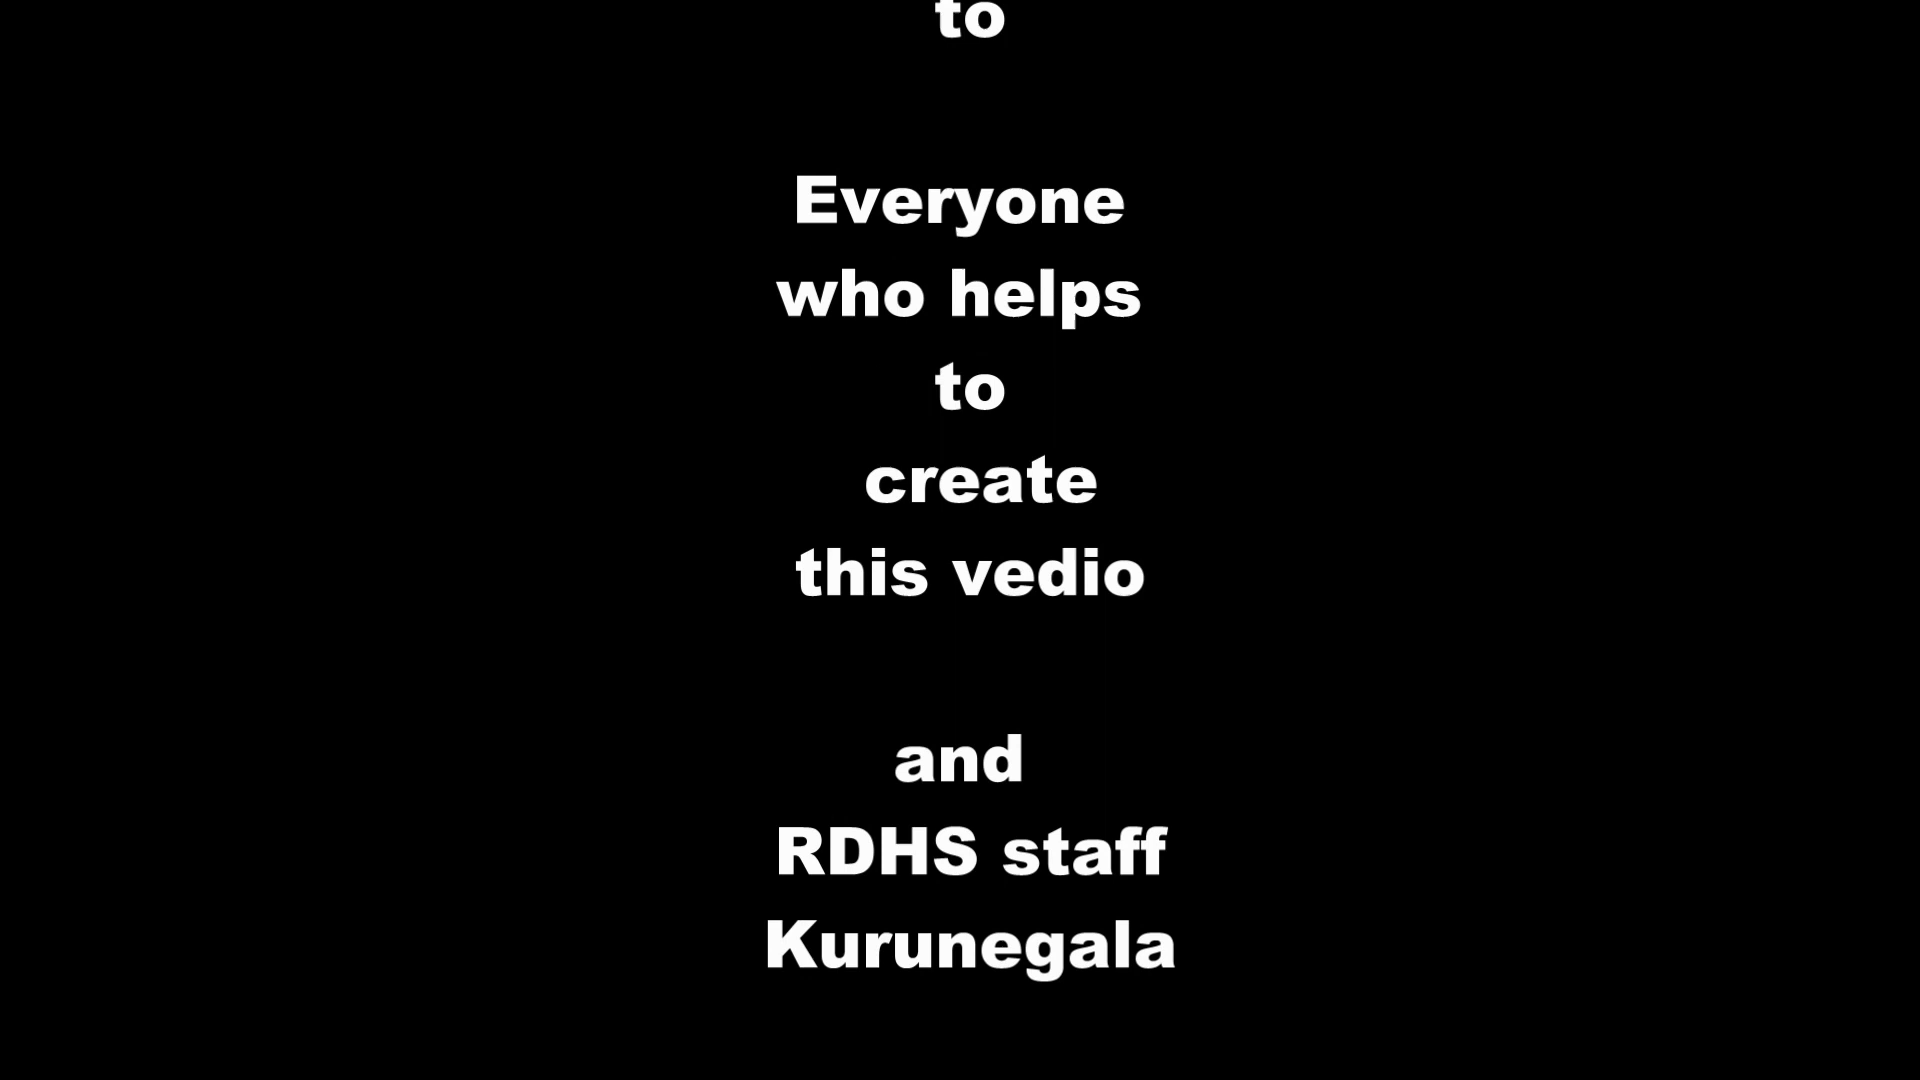 to
Everyone
who helps
to
create
this vedio
and
RDHS staff
Kurunegala